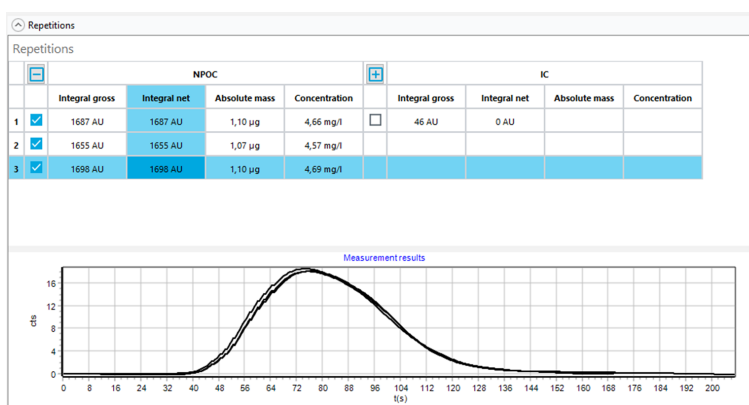 Repetitions
Repetitions
NPOC IC
Integral gross Integral net Absolute mass Concentration Integral gross Integral net Absolute mass Concentration
1 1687 AU 1687 AU 1,10 µg 4,66 mg/l 46 AU 0 AU
2 1655 AU 1655 AU 1,07 µg 4,57 mg/l
3 1698 AU 1698 AU 1,10 µg 4,69 mg/l
Measurement results
16
12
8
4
0
cts
0 8 16 24 32 40 48 56 64 72 80 88 96 104 112 120 128 136 144 152 160 168 176 184 192 200
t(s)